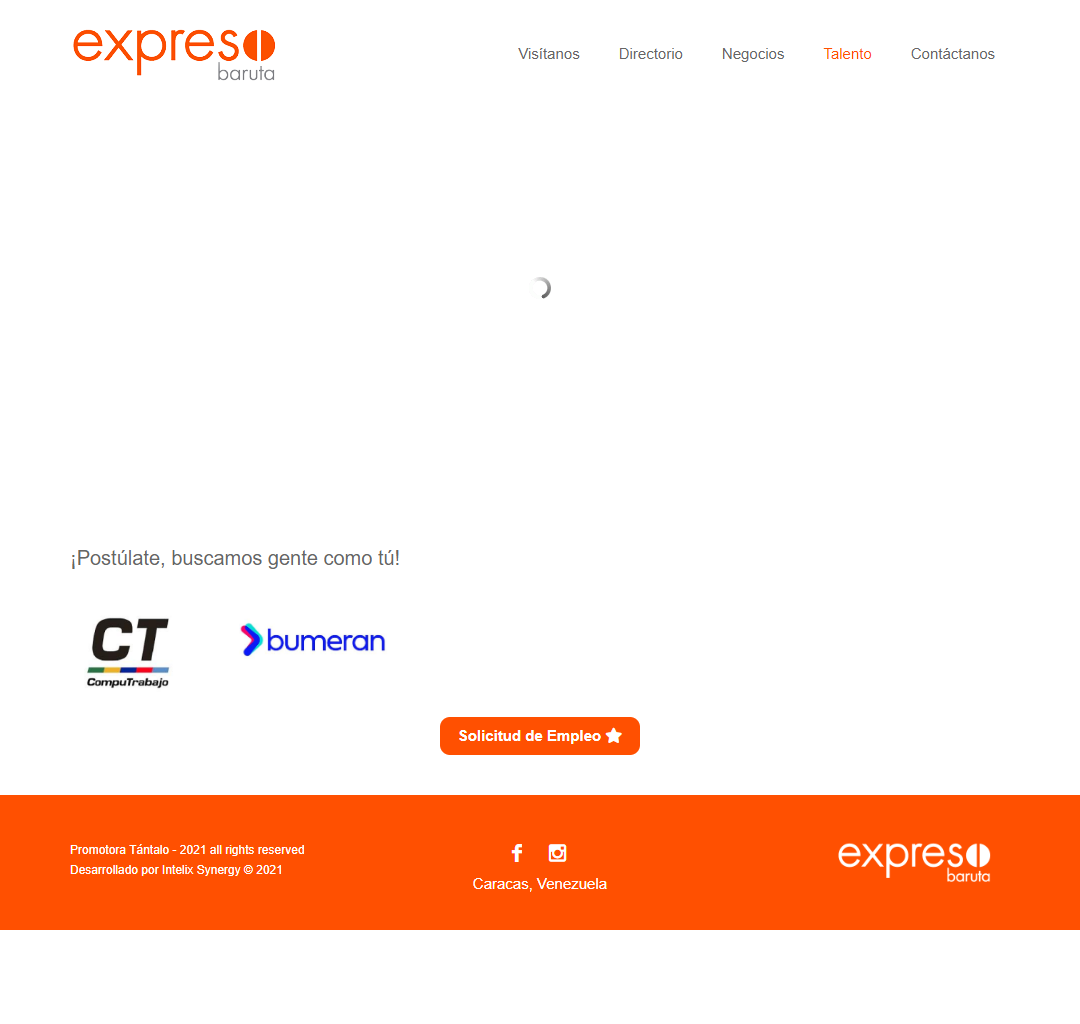 expreso
baruta
Visítanos
Directorio
Negocios
Talento
Contáctanos
¡Postúlate, buscamos gente como tú!
CT
CompuTrabajo
bumeran
Solicitud de Empleo
Promotora Tántalo - 2021 all rights reserved
Desarrollado por Intelix Synergy © 2021
Caracas, Venezuela
expreso
baruta